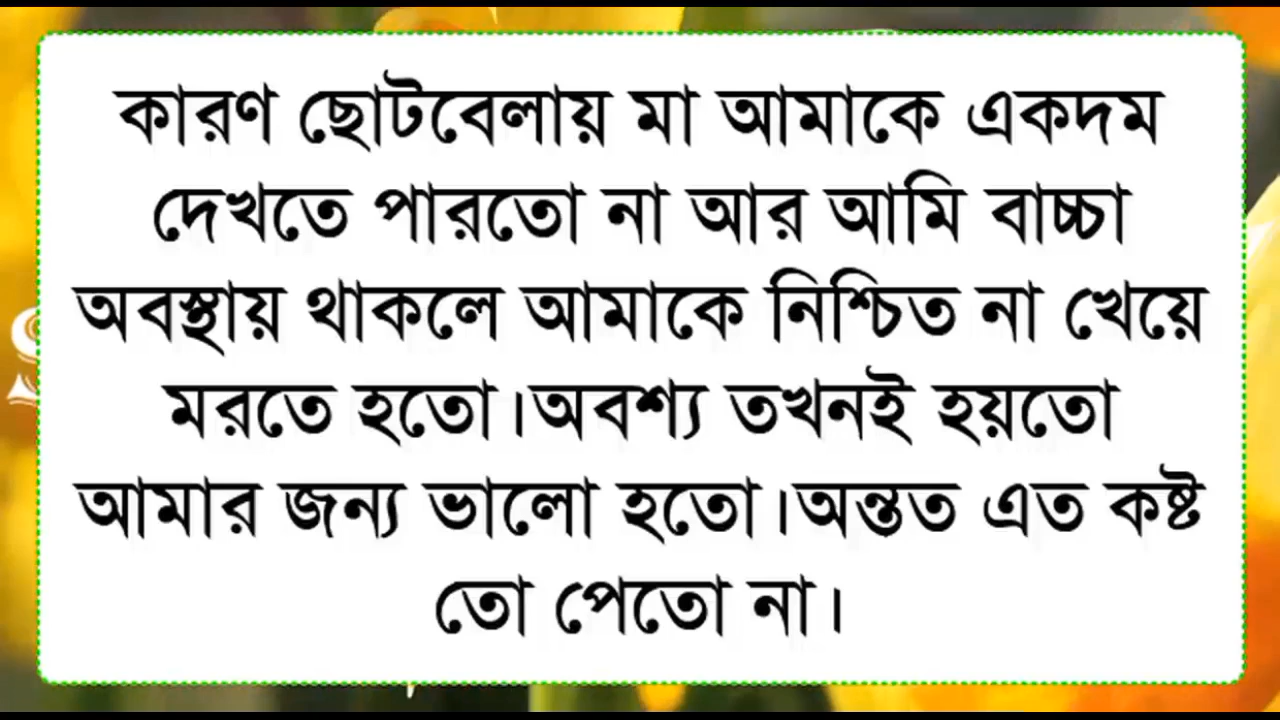 কারণ ছোটবেলায় মা আমাকে একদম
দেখতে পারতো না আর আমি বাচ্চা
অবস্থায় থাকলে আমাকে নিশ্চিত না খেয়ে
মরতে হতো।অবশ্য তখনই হয়তো
আমার জন্য ভালো হতো।অন্তত এত কষ্ট
তো পেতো না।